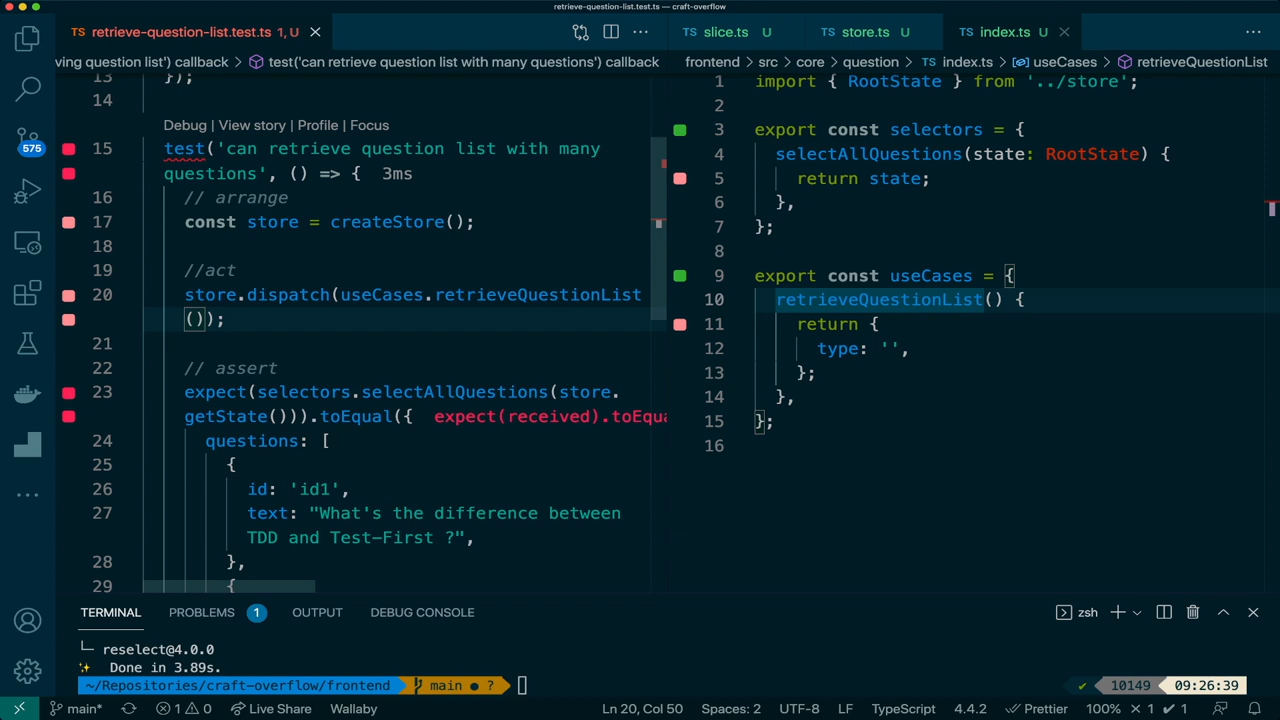 retrieve-question-list.test.ts — craft-overflow
TS retrieve-question-list.test.ts 1, U
TS slice.ts U
TS store.ts U
TS index.ts U
ving question list') callback > test('can retrieve question list with many questions') callback
frontend > src > core > question > TS index.ts > useCases > retrieveQuestionList
13 });
14
Debug | View story | Profile | Focus
15 test('can retrieve question list with many
questions', () => { 3ms
16 // arrange
17 const store = createStore();
18
19 //act
20 store.dispatch(useCases.retrieveQuestionList
());
21
22 // assert
23 expect(selectors.selectAllQuestions(store.
getState())).toEqual({ expect(received).toEqua
24 questions: [
25 {
26 id: 'id1',
27 text: "What's the difference between
TDD and Test-First ?",
28 },
29 {
1 import { RootState } from '../store';
2
3 export const selectors = {
4 selectAllQuestions(state: RootState) {
5 return state;
6 },
7 };
8
9 export const useCases = {
10 retrieveQuestionList() {
11 return {
12 type: '',
13 };
14 },
15 };
16
575
TERMINAL PROBLEMS 1 OUTPUT DEBUG CONSOLE
zsh
└─ reselect@4.0.0
✨ Done in 3.89s.
~/Repositories/craft-overflow/frontend main ● ?
✔ 10149 09:26:39
main* 1 0 Live Share Wallaby
Ln 20, Col 50 Spaces: 2 UTF-8 LF TypeScript 4.4.2 Prettier 100% × 1 ✓ 1